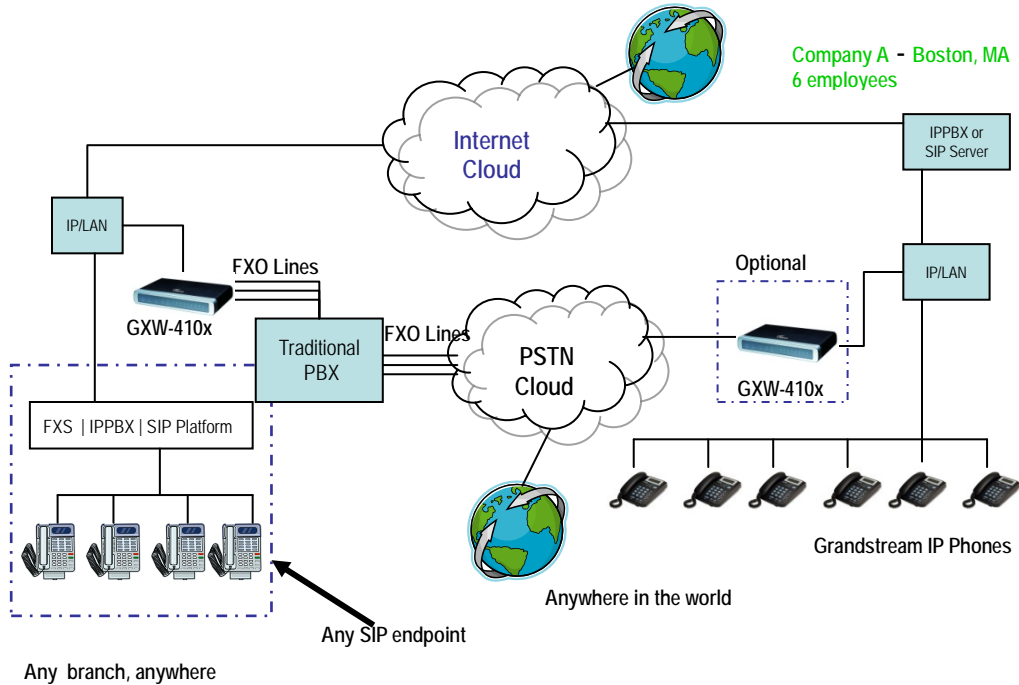 Company A - Boston, MA
6 employees
Internet
Cloud
IPPBX or
SIP Server
IP/LAN
FXO Lines
Optional
IP/LAN
GXW-410x
Traditional
PBX
FXO Lines
PSTN
Cloud
GXW-410x
FXS | IPPBX | SIP Platform
Grandstream IP Phones
Anywhere in the world
Any SIP endpoint
Any branch, anywhere